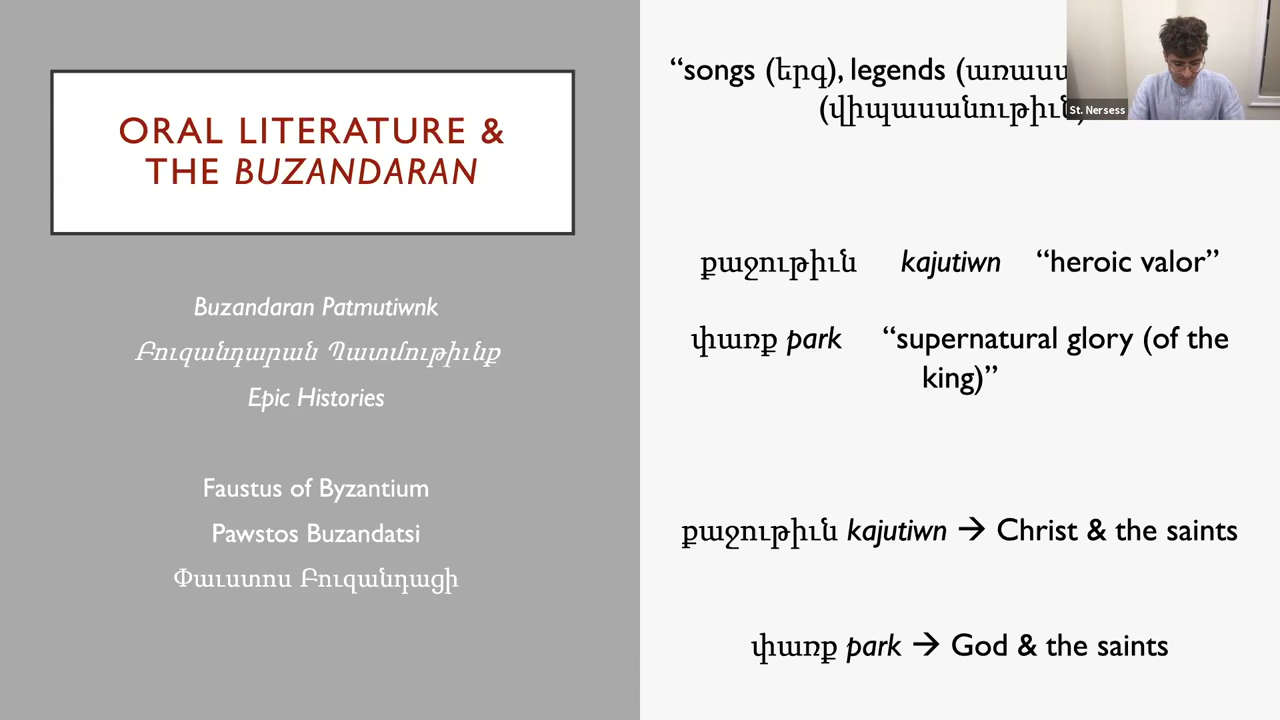 ORAL LITERATURE &
THE BUZANDARAN
Buzandaran Patmutiwnk
Բուզանդարան Պատմութիւնք
Epic Histories
Faustus of Byzantium
Pawstos Buzandatsi
Փաւստոս Բուզանդացի
“songs (երգ), legends
(վիպասանութիւն)
St. Nersess
քաջութիւն kajutiwn “heroic valor”
փառք park “supernatural glory (of the
king)”
քաջութիւն kajutiwn → Christ & the saints
փառք park → God & the saints